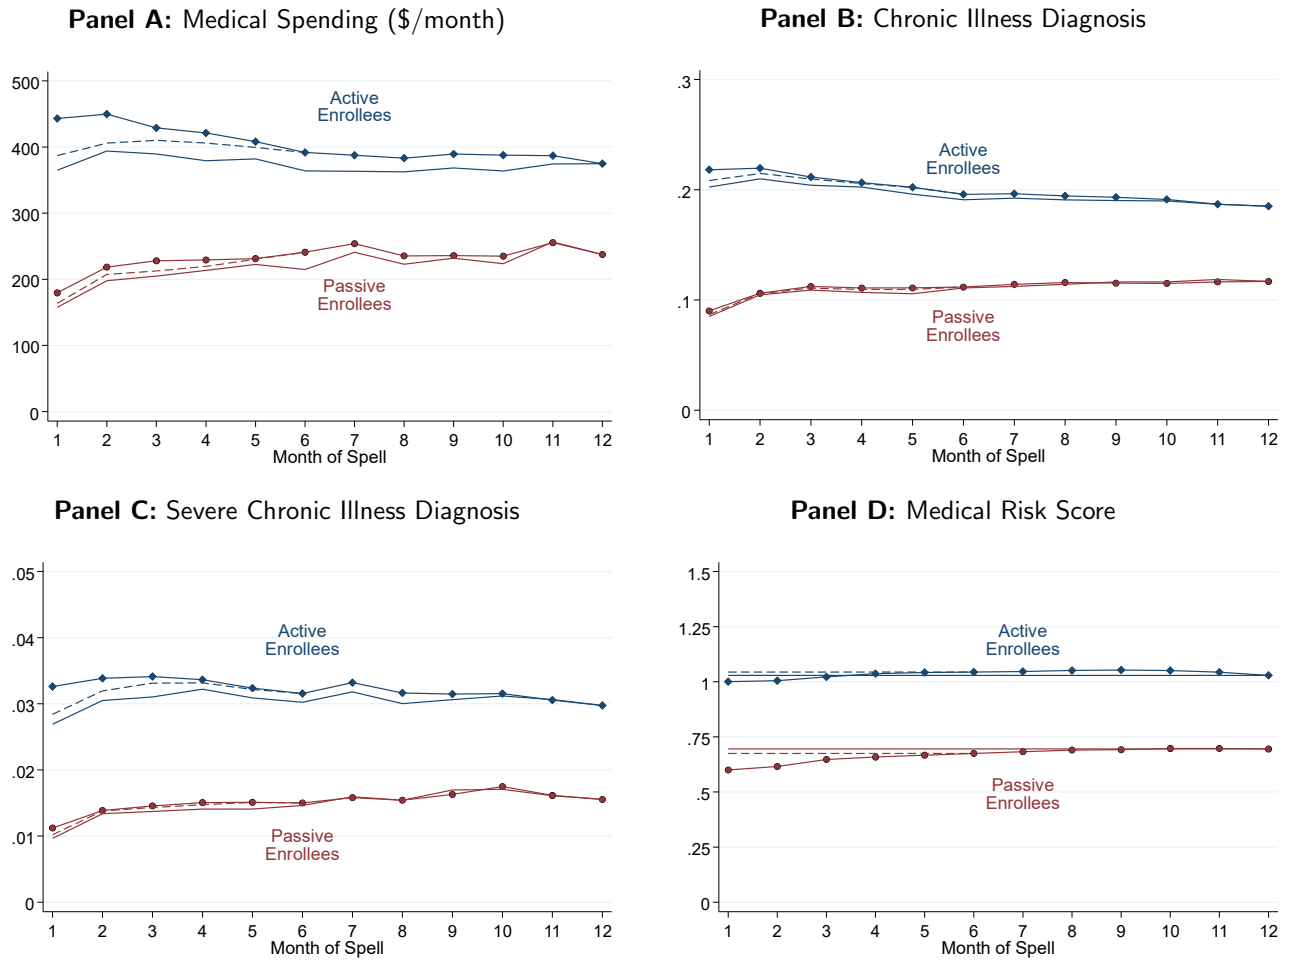 Panel A: Medical Spending ($/month)
500
400
300
200
100
0
Active
Enrollees
Passive
Enrollees
1 2 3 4 5 6 7 8 9 10 11 12
Month of Spell
Panel B: Chronic Illness Diagnosis
.3
.2
.1
0
Active
Enrollees
Passive
Enrollees
1 2 3 4 5 6 7 8 9 10 11 12
Month of Spell
Panel C: Severe Chronic Illness Diagnosis
.05
.04
.03
.02
.01
0
Active
Enrollees
Passive
Enrollees
1 2 3 4 5 6 7 8 9 10 11 12
Month of Spell
Panel D: Medical Risk Score
1.5
1.25
1
.75
.5
.25
0
Active
Enrollees
Passive
Enrollees
1 2 3 4 5 6 7 8 9 10 11 12
Month of Spell